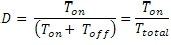 D = T_on / (T_on + T_off) = T_on / T_total